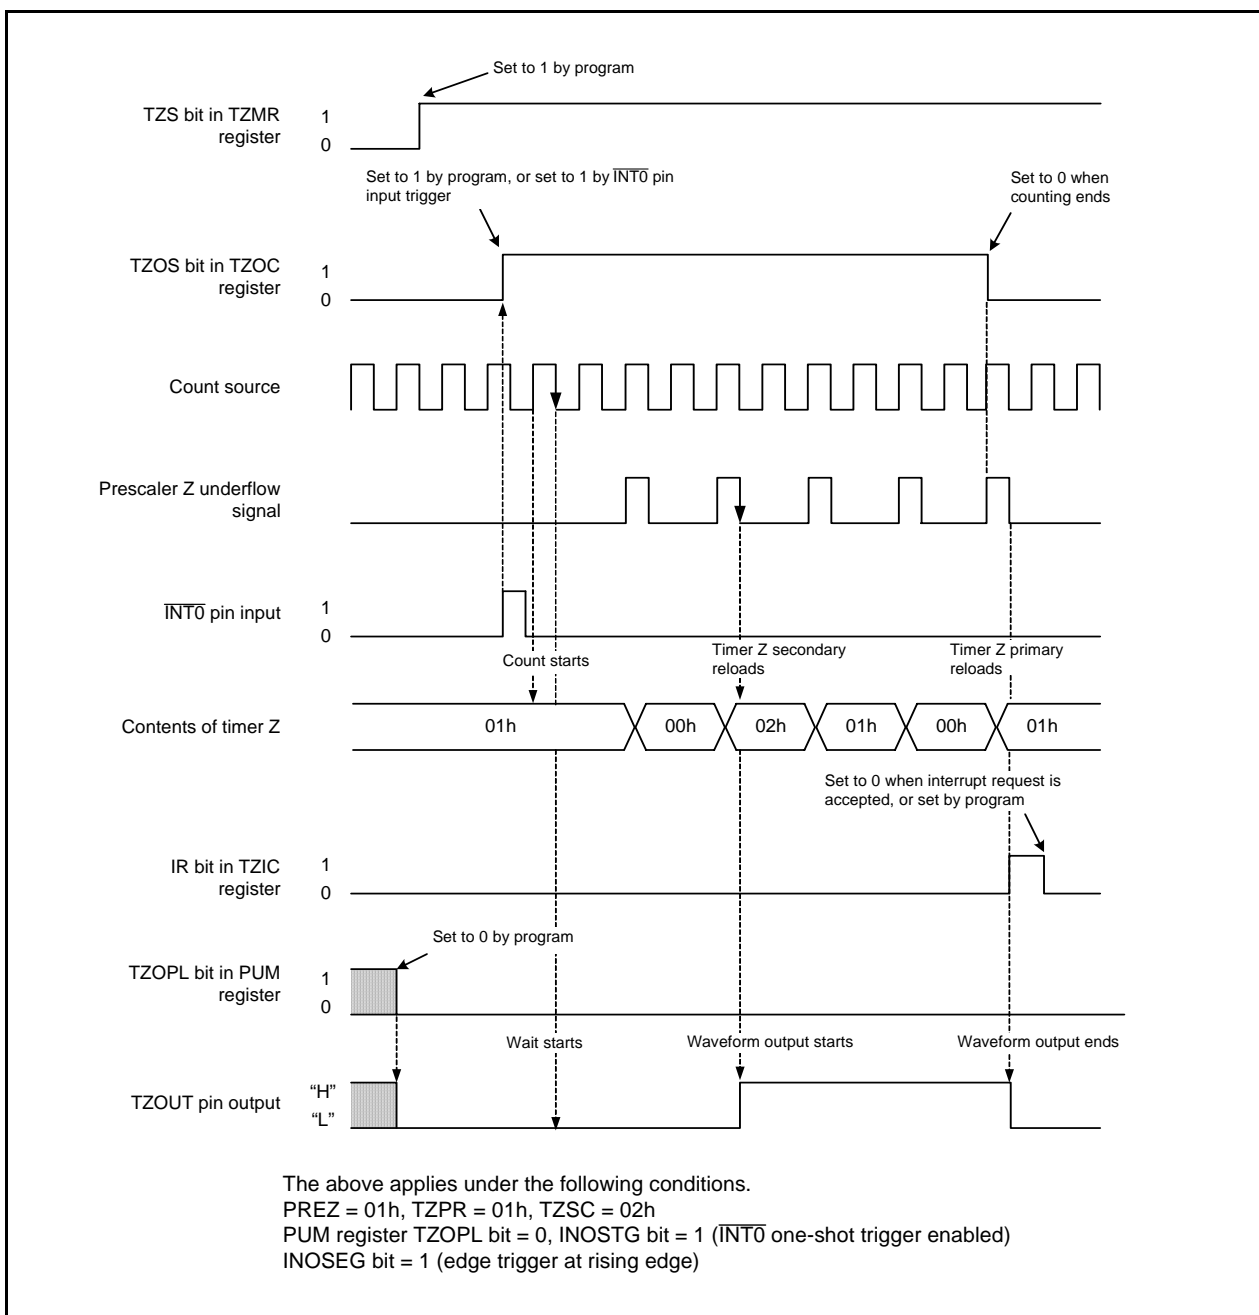 Set to 1 by program
TZS bit in TZMR
register
1
0
Set to 1 by program, or set to 1 by INT0 pin
input trigger
Set to 0 when
counting ends
TZOS bit in TZOC
register
1
0
Count source
Prescaler Z underflow
signal
INT0 pin input
1
0
Count starts
Timer Z secondary
reloads
Timer Z primary
reloads
Contents of timer Z
01h
00h
02h
01h
00h
01h
Set to 0 when interrupt request is
accepted, or set by program
IR bit in TZIC
register
1
0
Set to 0 by program
TZOPL bit in PUM
register
1
0
Wait starts
Waveform output starts
Waveform output ends
TZOUT pin output
“H”
“L”
The above applies under the following conditions.
PREZ = 01h, TZPR = 01h, TZSC = 02h
PUM register TZOPL bit = 0, INOSTG bit = 1 (INT0 one-shot trigger enabled)
INOSEG bit = 1 (edge trigger at rising edge)